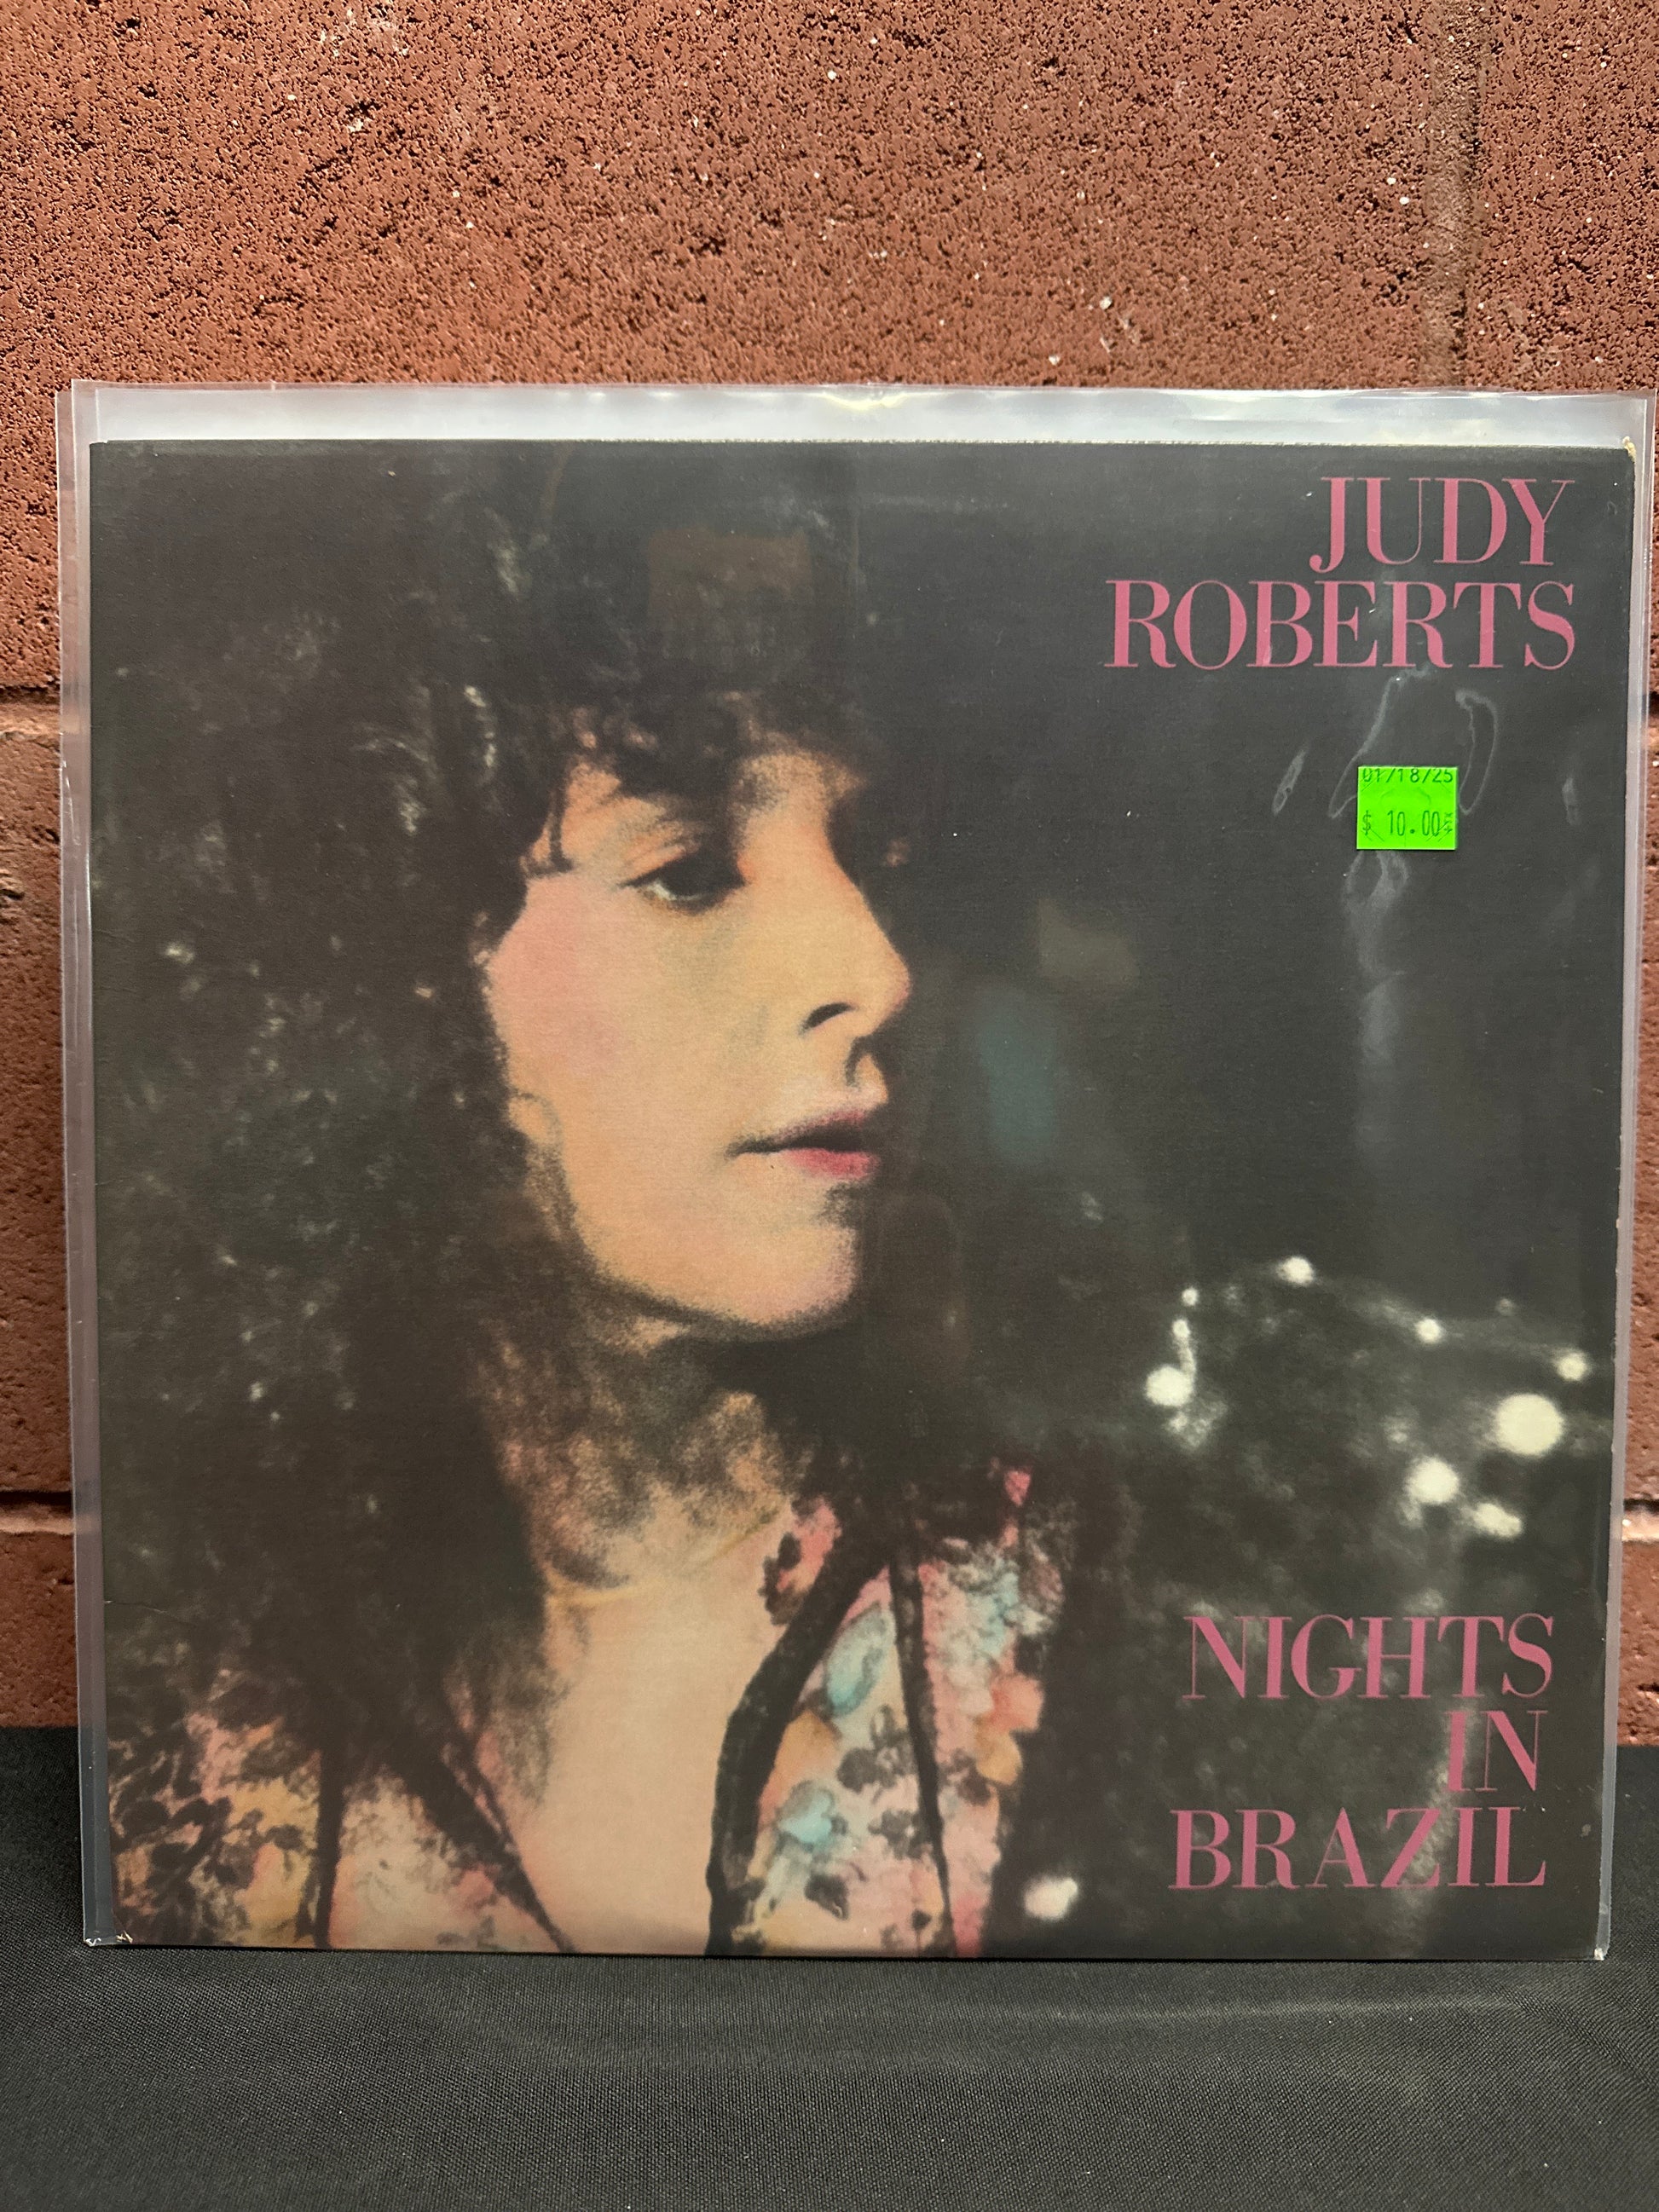 JUDY
ROBERTS
01/18/25
$ 10.00
NIGHTS
IN
BRAZIL